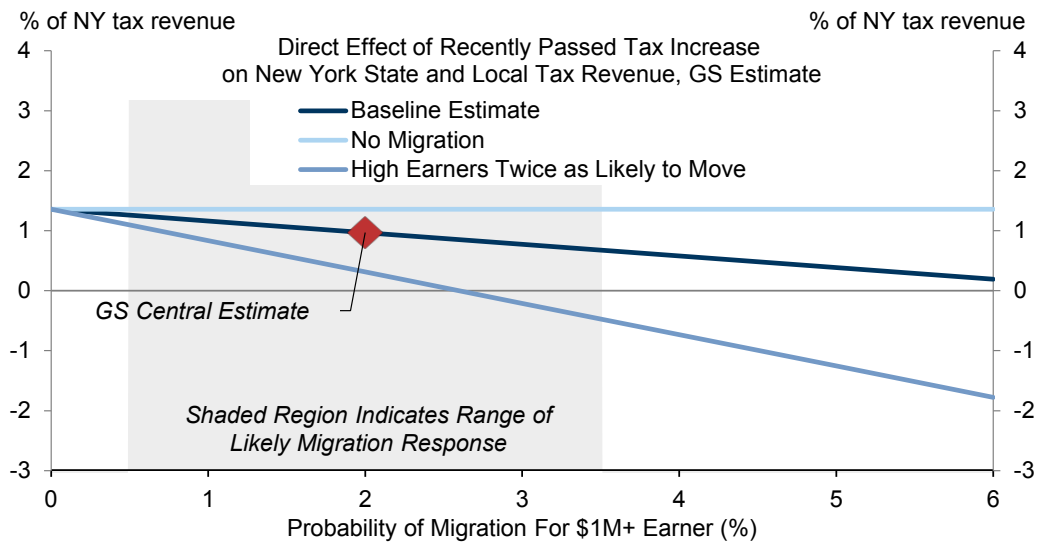 % of NY tax revenue
% of NY tax revenue
Direct Effect of Recently Passed Tax Increase
on New York State and Local Tax Revenue, GS Estimate
Baseline Estimate
No Migration
High Earners Twice as Likely to Move
4
3
2
1
0
-1
-2
-3
4
3
2
1
0
-1
-2
-3
GS Central Estimate
Shaded Region Indicates Range of
Likely Migration Response
0 1 2 3 4 5 6
Probability of Migration For $1M+ Earner (%)